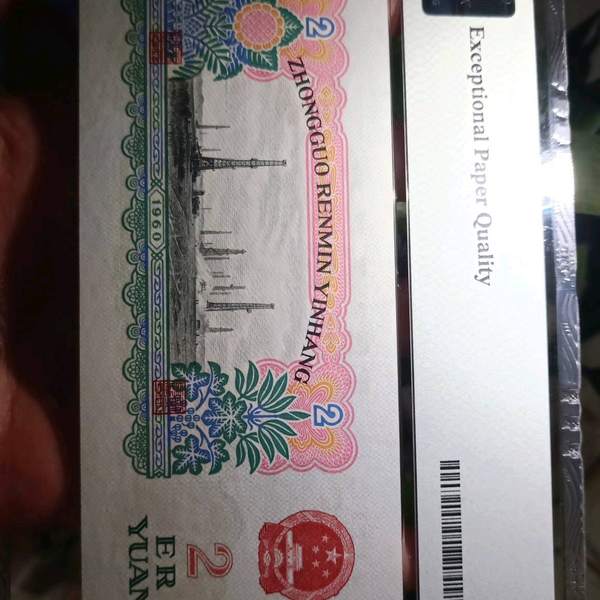 Exceptional Paper Quality
ZHONGGUO RENMIN YINHANG
2
2
1960
2
ER
YUAN